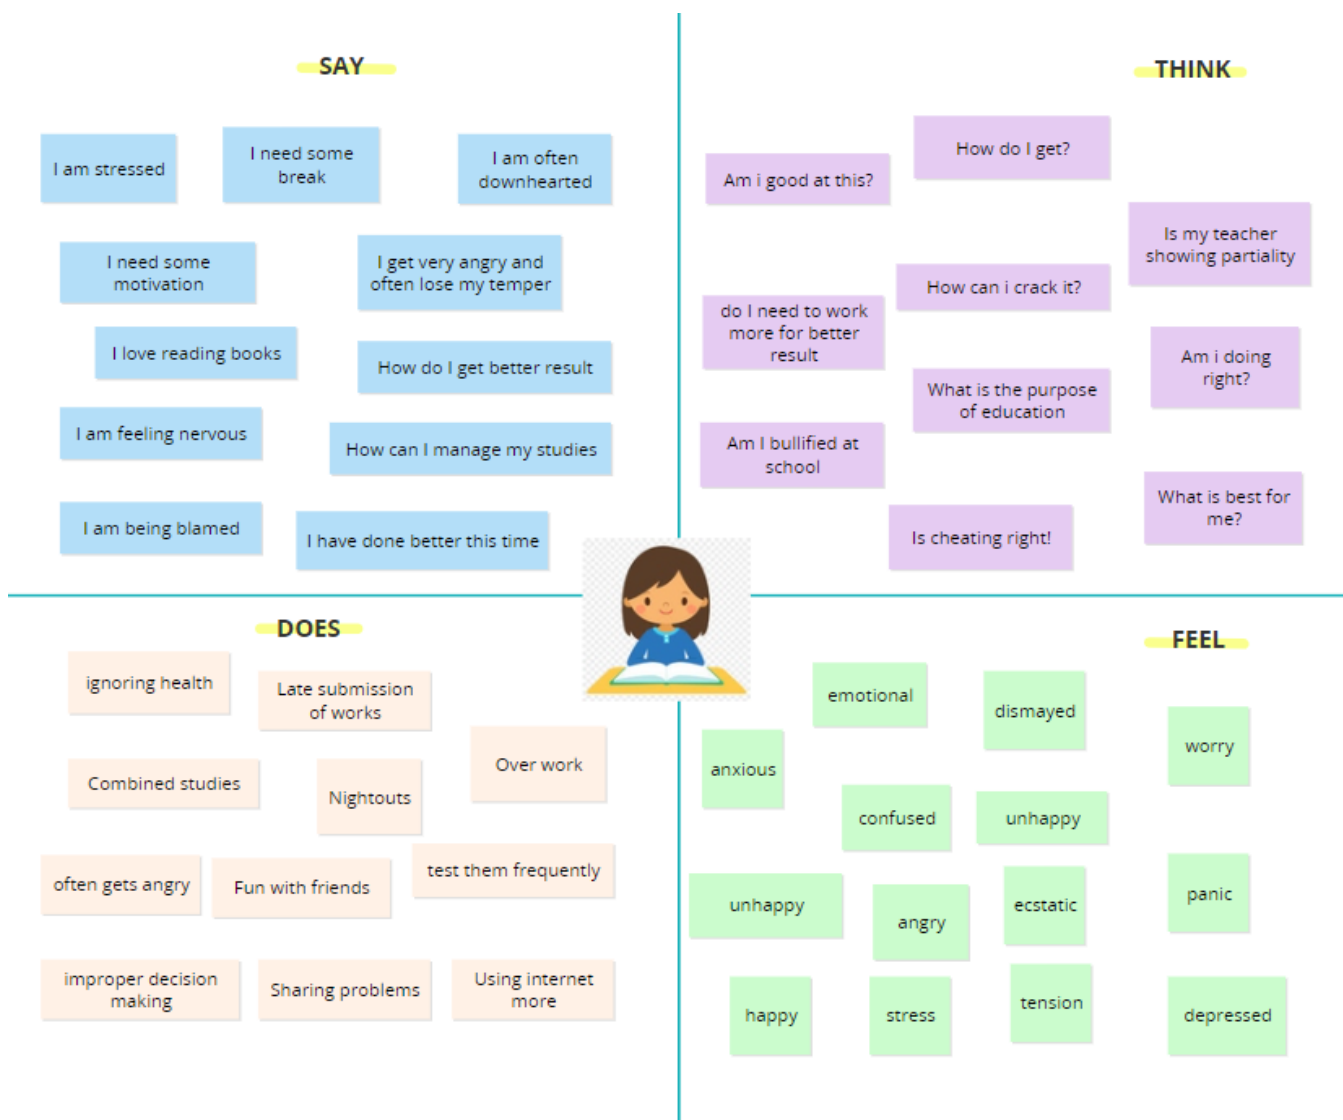 SAY
I am stressed
I need some
break
I am often
downhearted
I need some
motivation
I get very angry and
often lose my temper
I love reading books
How do I get better result
I am feeling nervous
How can I manage my studies
I am being blamed
I have done better this time
THINK
How do I get?
Am i good at this?
Is my teacher
showing partiality
How can i crack it?
do I need to work
more for better
result
Am i doing
right?
What is the purpose
of education
Am I bullified at
school
What is best for
me?
Is cheating right!
DOES
ignoring health
Late submission
of works
Over work
Combined studies
Nightouts
often gets angry
Fun with friends
test them frequently
improper decision
making
Sharing problems
Using internet
more
FEEL
emotional
dismayed
worry
anxious
confused
unhappy
unhappy
angry
ecstatic
panic
happy
stress
tension
depressed